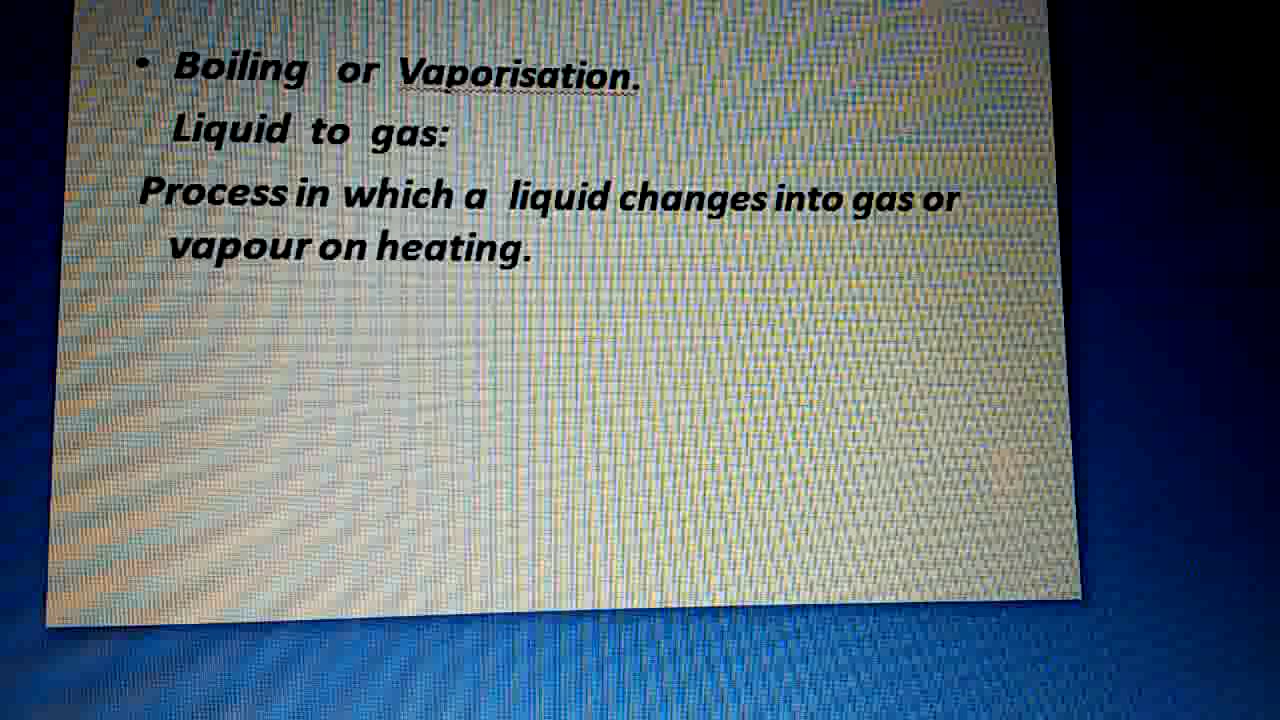 • Boiling or Vaporisation.
Liquid to gas:
Process in which a liquid changes into gas or
vapour on heating.